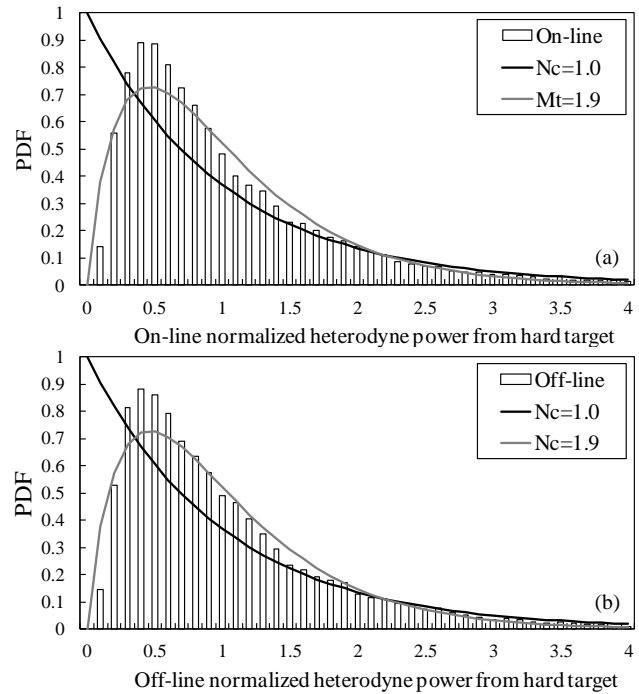 1
0.9
0.8
0.7
0.6
0.5
0.4
0.3
0.2
0.1
0
PDF
On-line
Nc=1.0
Mt=1.9
(a)
0 0.5 1 1.5 2 2.5 3 3.5 4
On-line normalized heterodyne power from hard target
1
0.9
0.8
0.7
0.6
0.5
0.4
0.3
0.2
0.1
0
PDF
Off-line
Nc=1.0
Nc=1.9
(b)
0 0.5 1 1.5 2 2.5 3 3.5 4
Off-line normalized heterodyne power from hard target